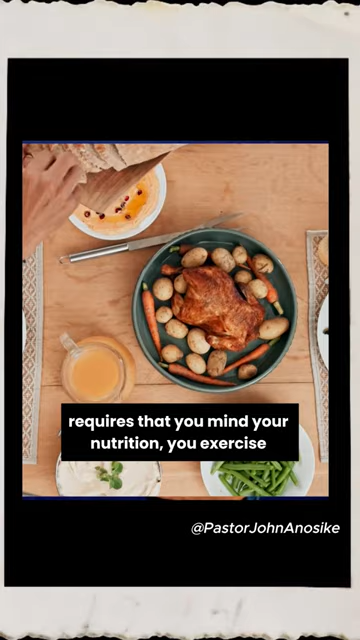 requires that you mind your
nutrition, you exercise
@PastorJohnAnosike